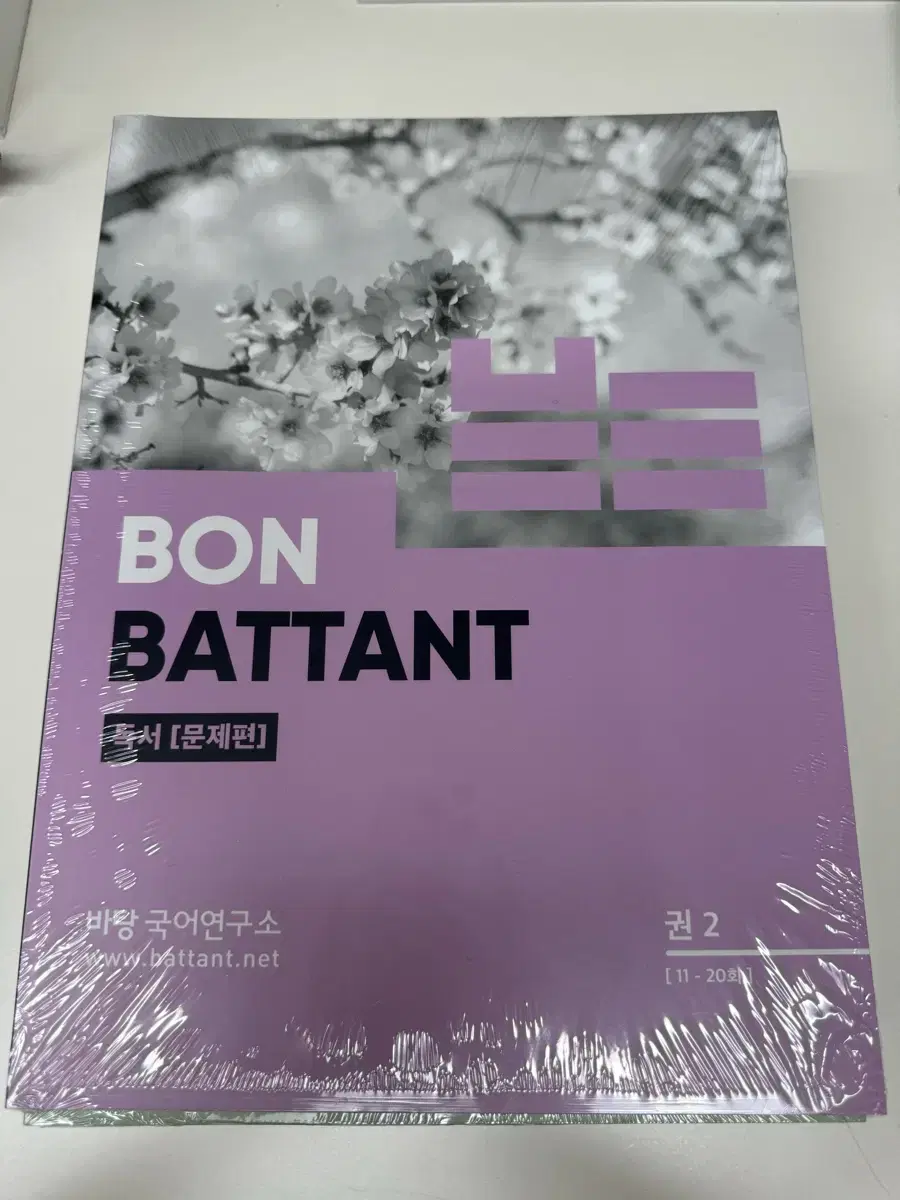 BON
BATTANT
독서 [문제편]
바탕 국어연구소
www.battant.net
권 2
[ 11 - 20회 ]